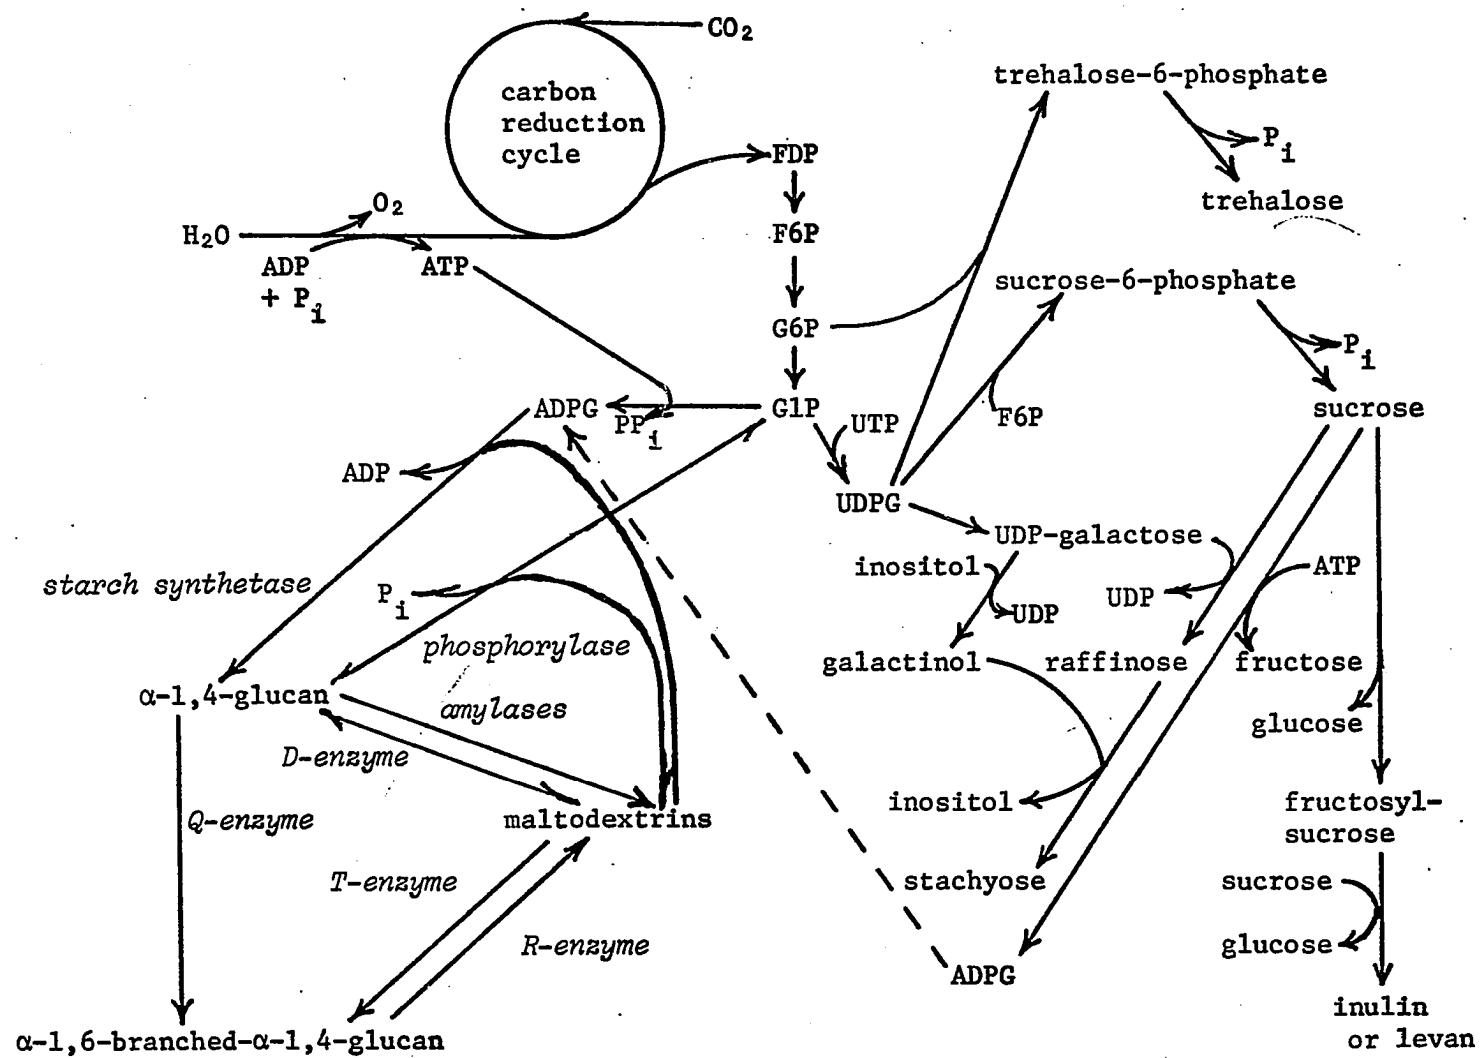 CO₂
trehalose-6-phosphate
carbon
reduction
cycle
Pi
FDP
trehalose
O₂
H₂O
F6P
ADP
+ Pi
ATP
sucrose-6-phosphate
G6P
Pi
ADPG
PPi
G1P
UTP
F6P
sucrose
ADP
UDPG
UDP-galactose
inositol
ATP
starch synthetase
Pi
UDP
UDP
phosphorylase
galactinol
raffinose
fructose
α-1,4-glucan
amylases
glucose
D-enzyme
inositol
fructosyl-
sucrose
Q-enzyme
maltodextrins
T-enzyme
stachyose
sucrose
R-enzyme
glucose
ADPG
inulin
or levan
α-1,6-branched-α-1,4-glucan